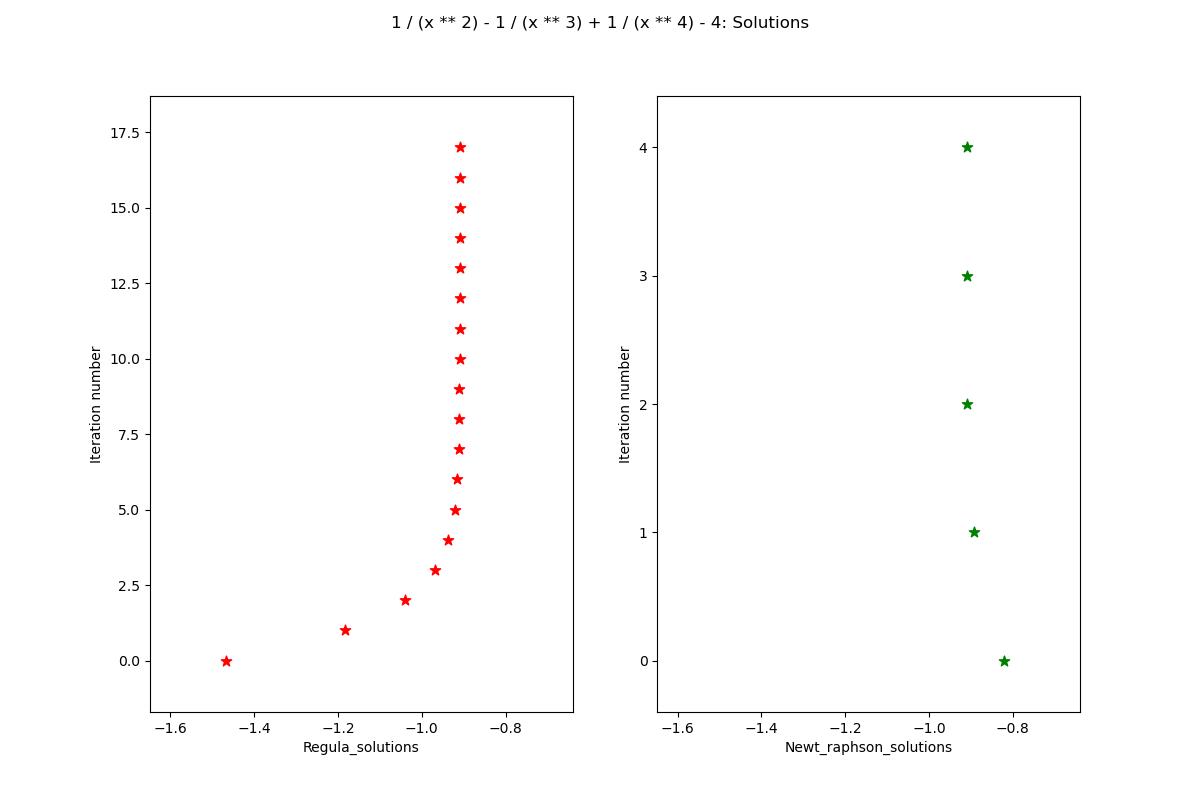 1 / (x ** 2) - 1 / (x ** 3) + 1 / (x ** 4) - 4: Solutions
17.5
15.0
12.5
10.0
7.5
5.0
2.5
0.0
Iteration number
−1.6 −1.4 −1.2 −1.0 −0.8
Regula_solutions
4
3
2
1
0
Iteration number
−1.6 −1.4 −1.2 −1.0 −0.8
Newt_raphson_solutions